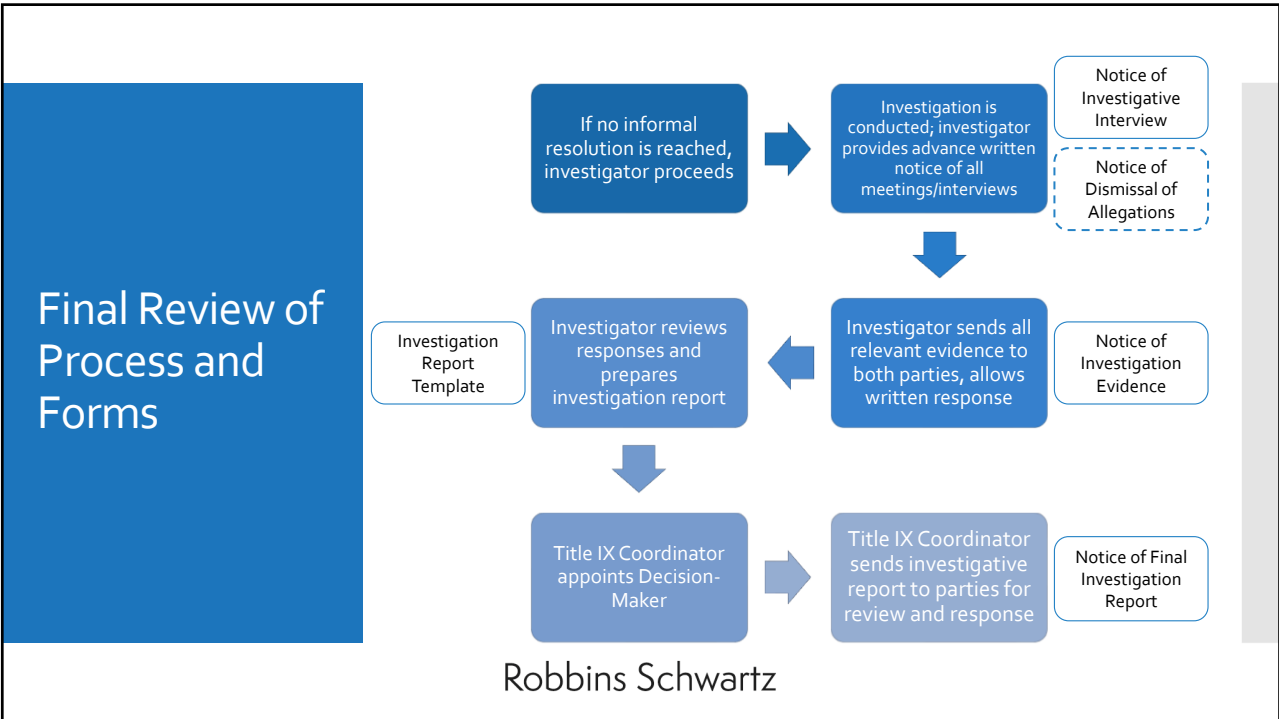 Final Review of
Process and
Forms
If no informal
resolution is reached,
investigator proceeds
Investigation is
conducted; investigator
provides advance written
notice of all
meetings/interviews
Notice of
Investigative
Interview
Notice of
Dismissal of
Allegations
Investigator sends all
relevant evidence to
both parties, allows
written response
Notice of
Investigation
Evidence
Investigator reviews
responses and
prepares
investigation report
Investigation
Report
Template
Title IX Coordinator
appoints Decision-
Maker
Title IX Coordinator
sends investigative
report to parties for
review and response
Notice of Final
Investigation
Report
Robbins Schwartz